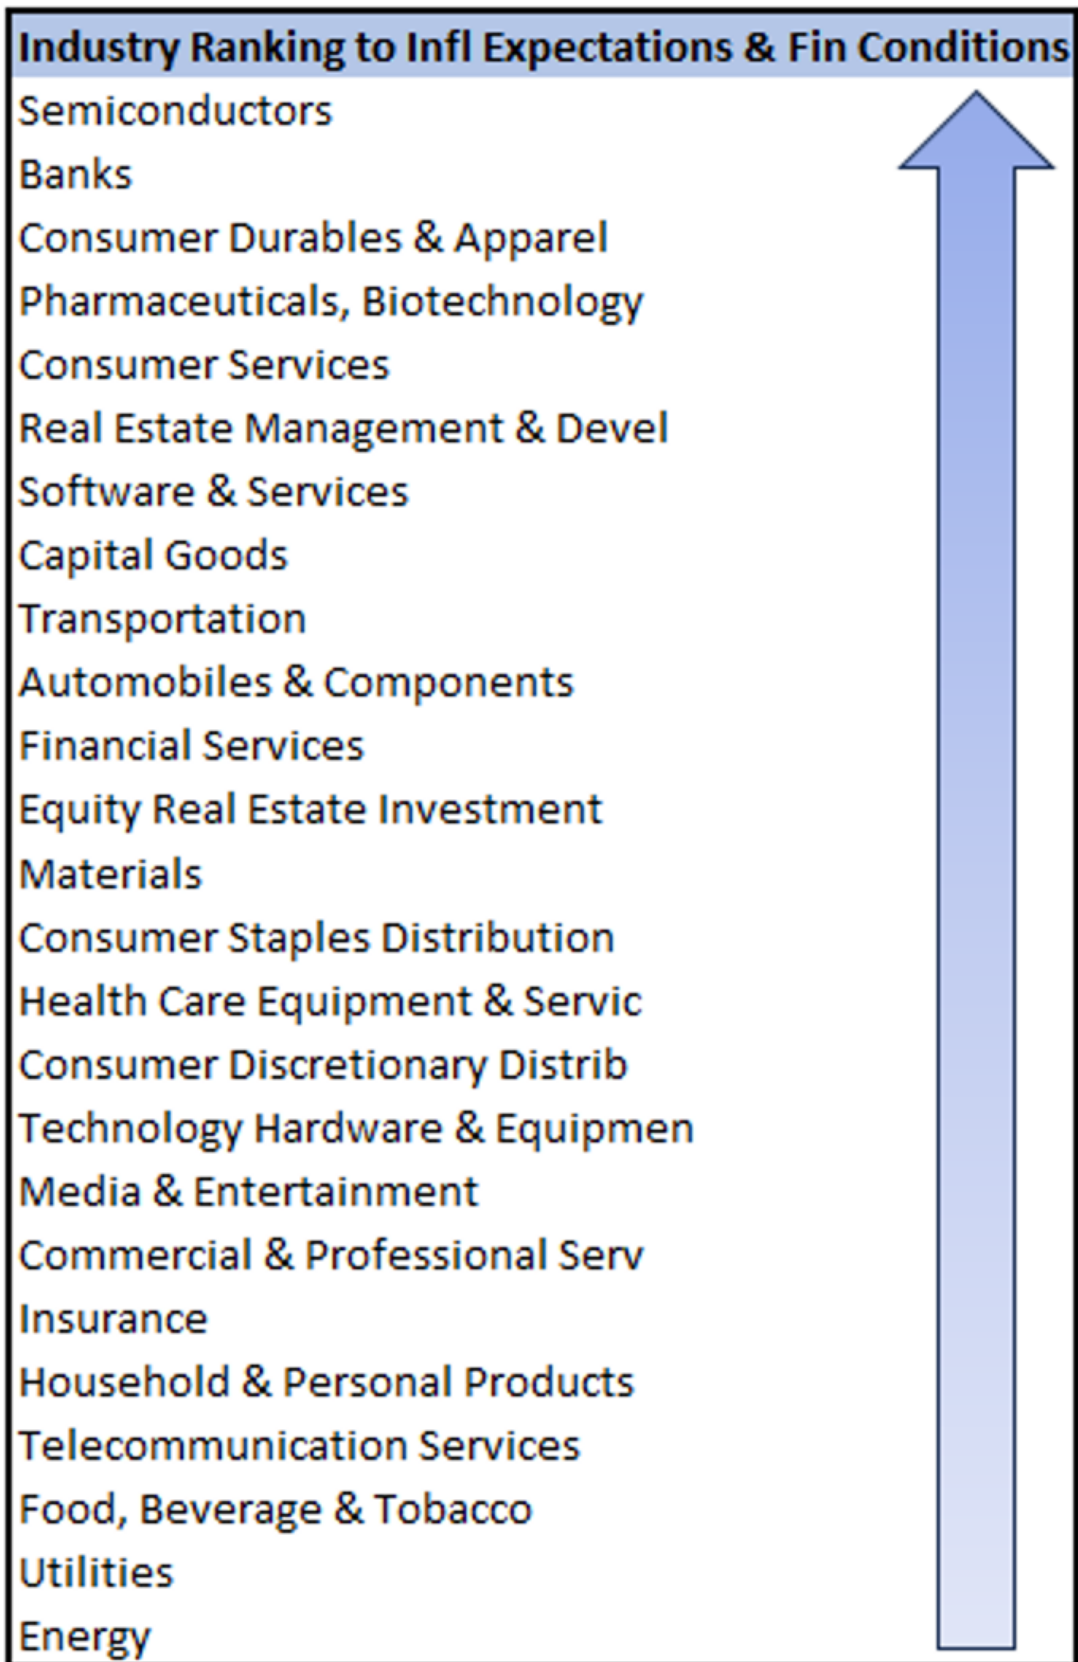 Industry Ranking to Infl Expectations & Fin Conditions
Semiconductors
Banks
Consumer Durables & Apparel
Pharmaceuticals, Biotechnology
Consumer Services
Real Estate Management & Devel
Software & Services
Capital Goods
Transportation
Automobiles & Components
Financial Services
Equity Real Estate Investment
Materials
Consumer Staples Distribution
Health Care Equipment & Servic
Consumer Discretionary Distrib
Technology Hardware & Equipmen
Media & Entertainment
Commercial & Professional Serv
Insurance
Household & Personal Products
Telecommunication Services
Food, Beverage & Tobacco
Utilities
Energy